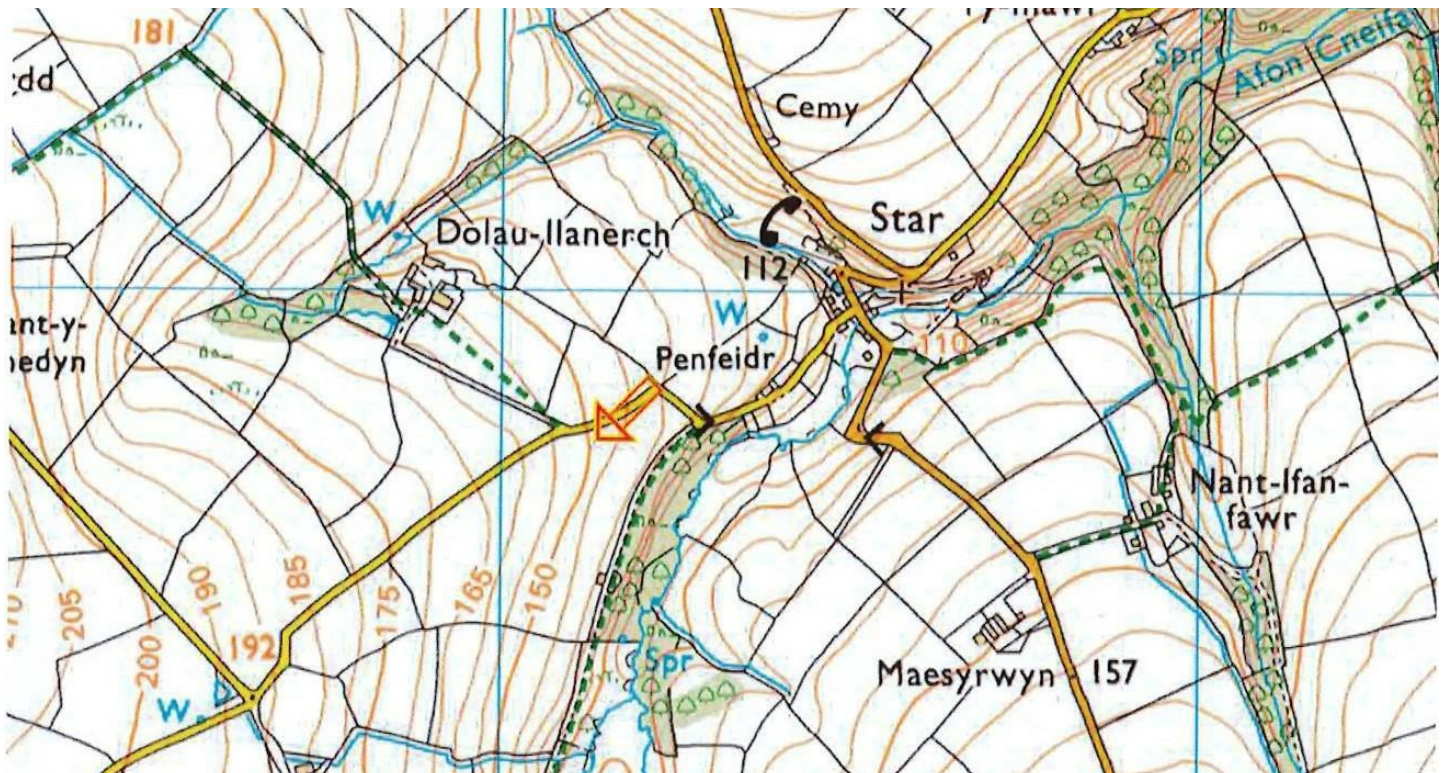 181
dd
W
Dolau-llanerch
Cemy
Star
112
Spr
Afon Cneifa
ant-y-
nedyn
W
Penfeidr
110
Nant-Ifan-
fawr
205
200
190
185
192
175
165
150
W
Spr
Maesyrwyn
157